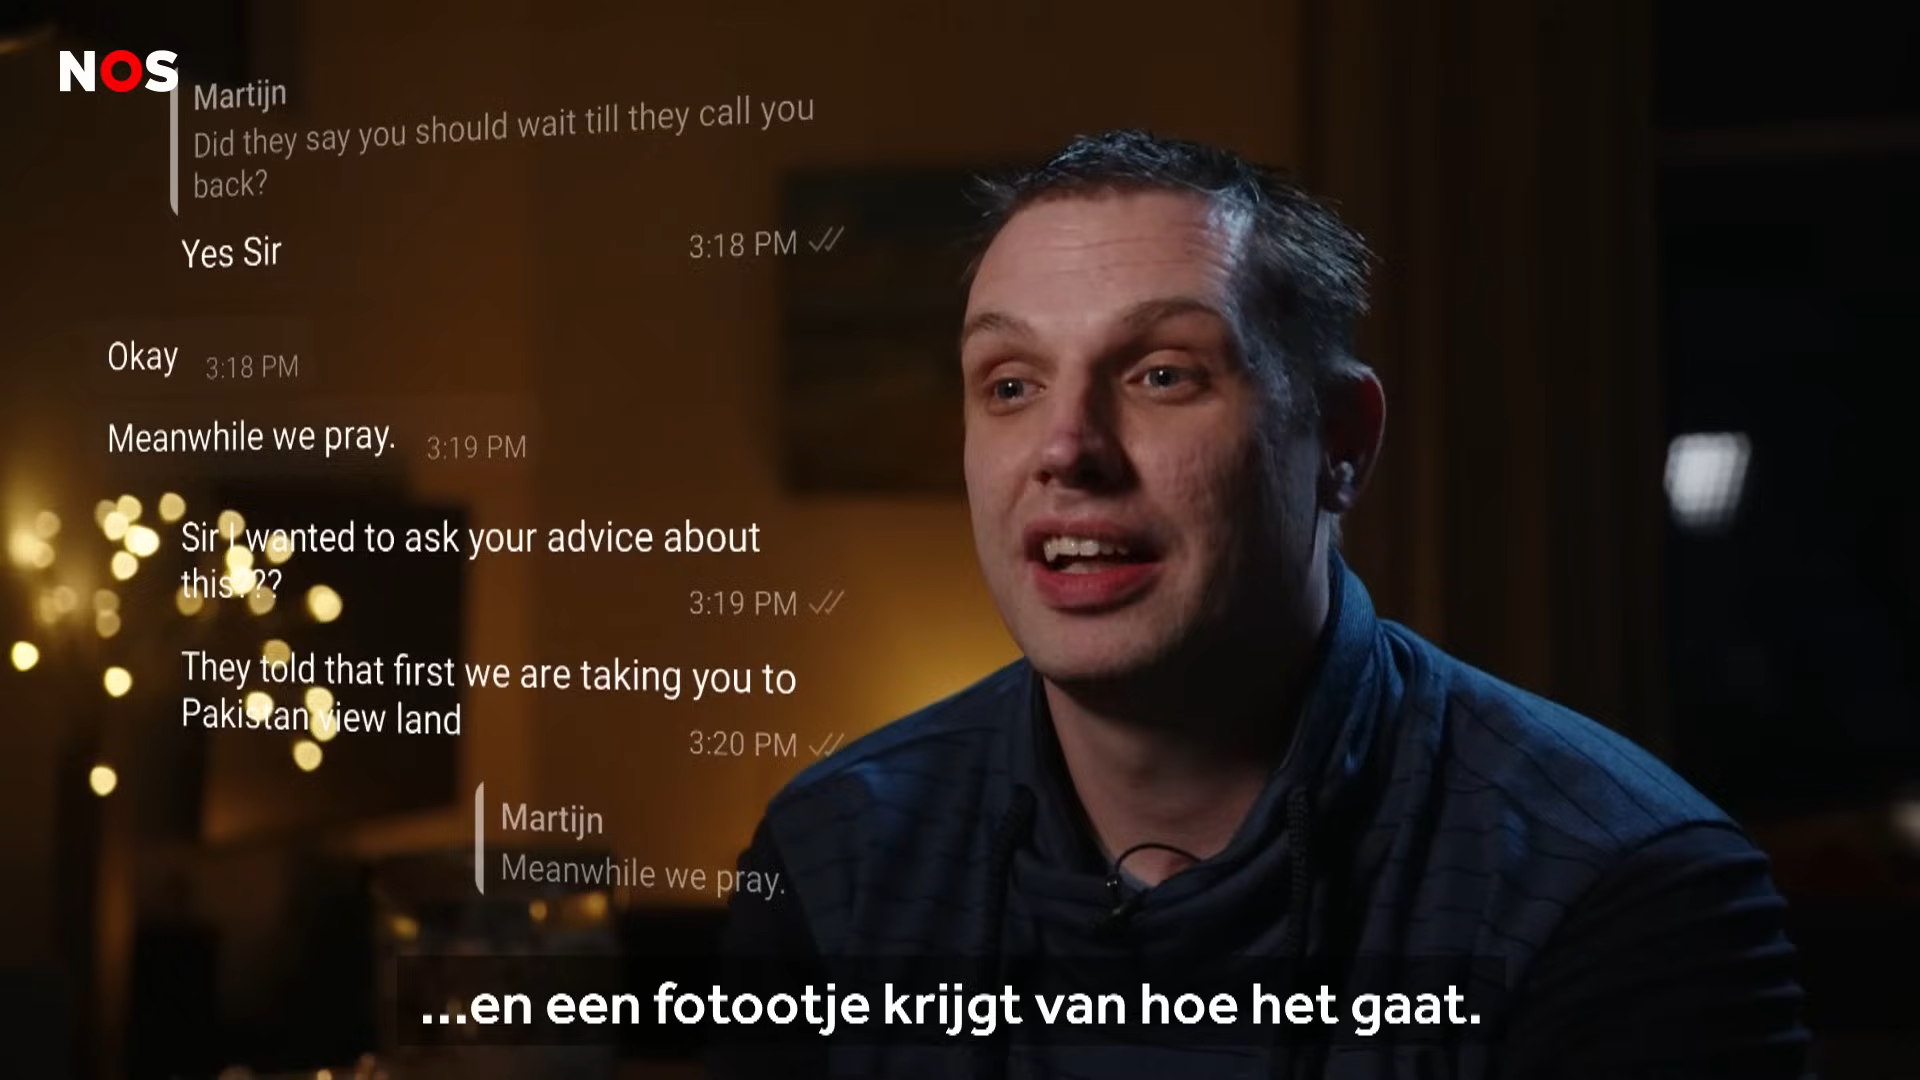 NOS
Martijn
Did they say you should wait till they call you
back?
Yes Sir
3:18 PM
Okay 3:18 PM
Meanwhile we pray. 3:19 PM
Sir I wanted to ask your advice about
this???
3:19 PM
They told that first we are taking you to
Pakistan view land
3:20 PM
Martijn
Meanwhile we pray.
...en een fotootje krijgt van hoe het gaat.